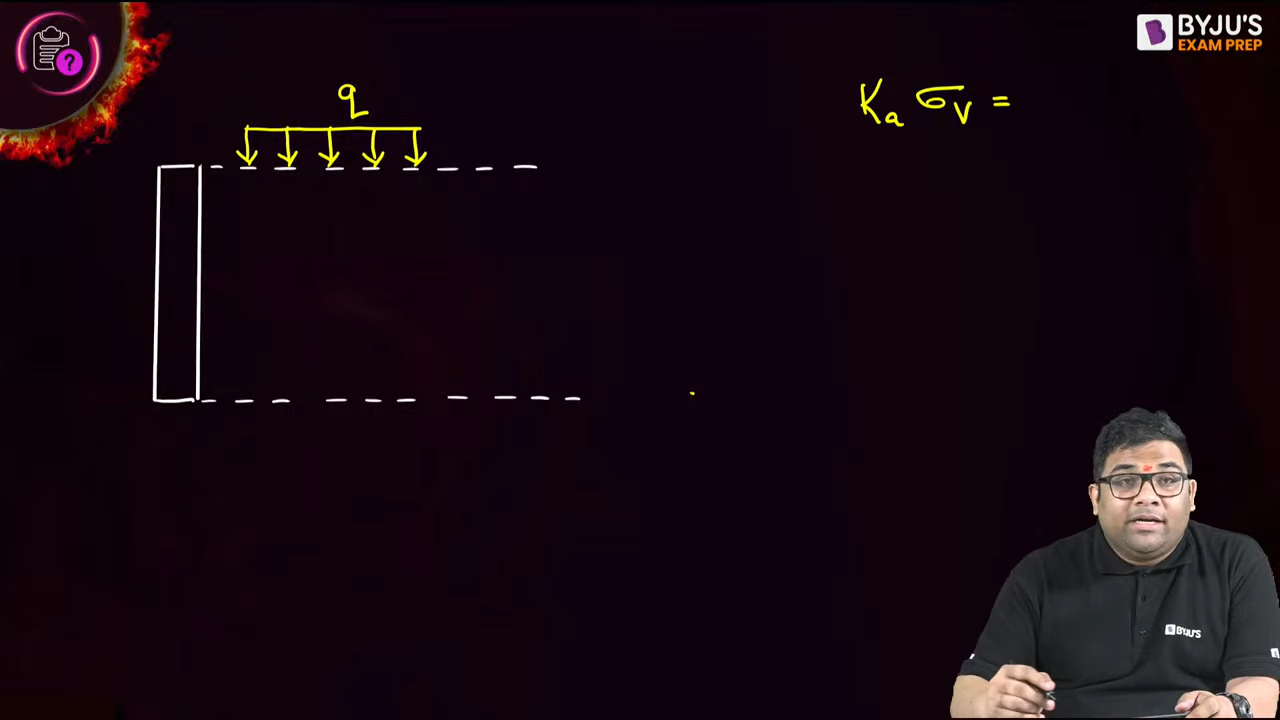 BYJU'S
EXAM PREP
q
Kₐ σᵥ =
?
BYJU'S